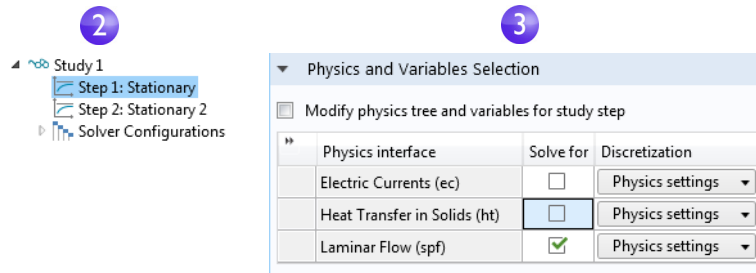 2
3
Study 1
Step 1: Stationary
Step 2: Stationary 2
Solver Configurations
Physics and Variables Selection
Modify physics tree and variables for study step
Physics interface Solve for Discretization
Electric Currents (ec) Physics settings
Heat Transfer in Solids (ht) Physics settings
Laminar Flow (spf) Physics settings